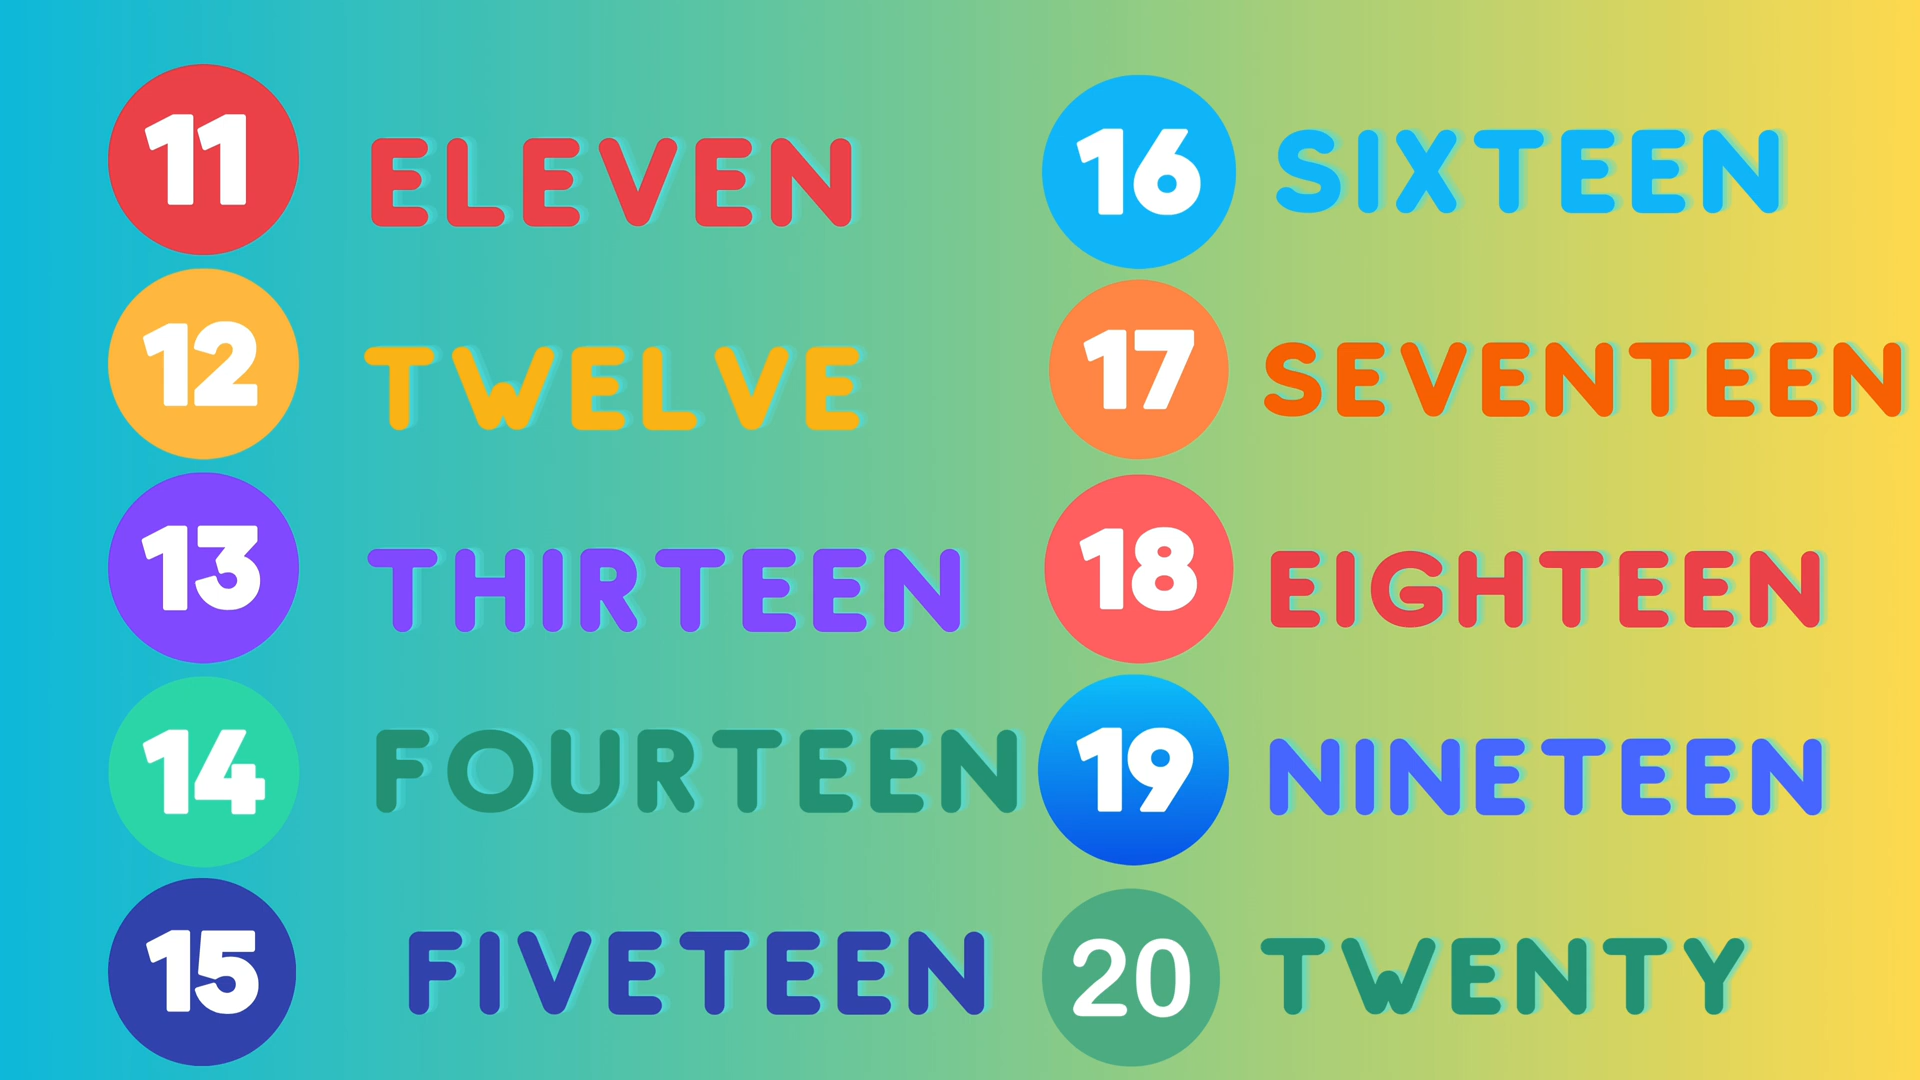 11 ELEVEN
12 TWELVE
13 THIRTEEN
14 FOURTEEN
15 FIVETEEN
16 SIXTEEN
17 SEVENTEEN
18 EIGHTEEN
19 NINETEEN
20 TWENTY